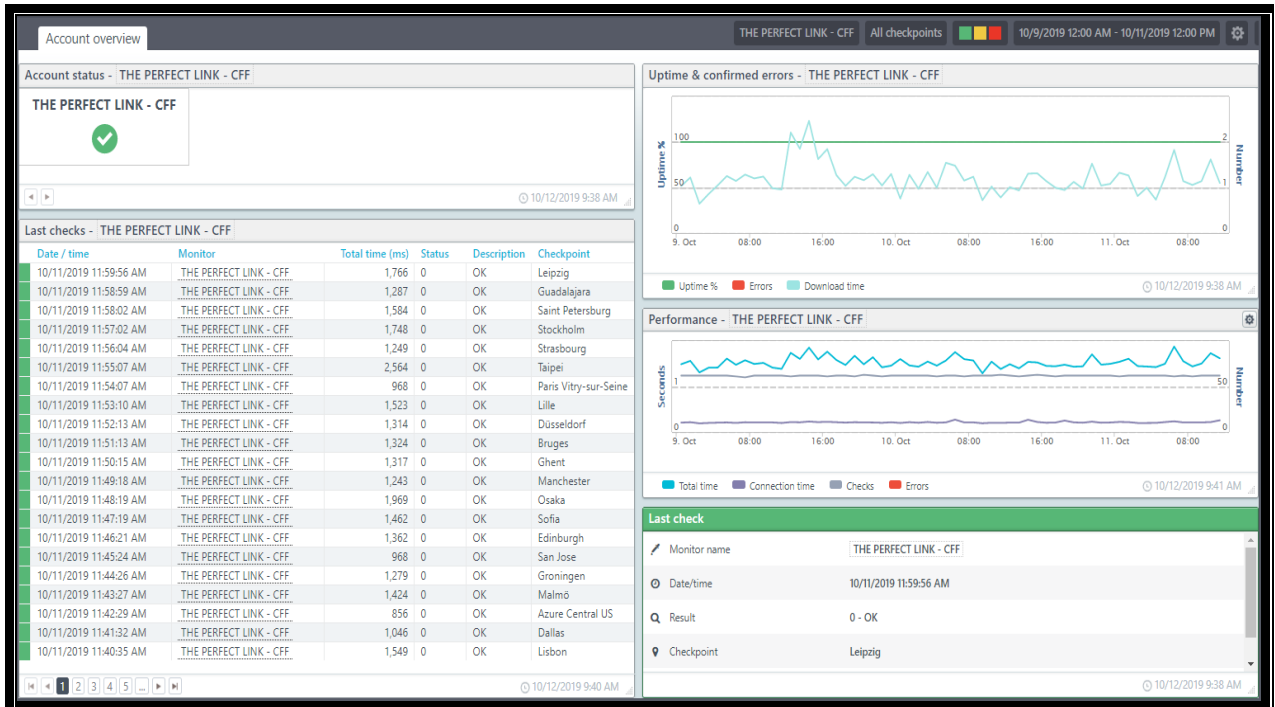 Account overview
THE PERFECT LINK - CFF All checkpoints 10/9/2019 12:00 AM - 10/11/2019 12:00 PM
Account status - THE PERFECT LINK - CFF
THE PERFECT LINK - CFF
10/12/2019 9:38 AM
Last checks - THE PERFECT LINK - CFF
Date / time Monitor Total time (ms) Status Description Checkpoint
10/11/2019 11:59:56 AM THE PERFECT LINK - CFF 1,766 0 OK Leipzig
10/11/2019 11:58:59 AM THE PERFECT LINK - CFF 1,287 0 OK Guadalajara
10/11/2019 11:58:02 AM THE PERFECT LINK - CFF 1,584 0 OK Saint Petersburg
10/11/2019 11:57:02 AM THE PERFECT LINK - CFF 1,748 0 OK Stockholm
10/11/2019 11:56:04 AM THE PERFECT LINK - CFF 1,249 0 OK Strasbourg
10/11/2019 11:55:07 AM THE PERFECT LINK - CFF 2,564 0 OK Taipei
10/11/2019 11:54:07 AM THE PERFECT LINK - CFF 968 0 OK Paris Vitry-sur-Seine
10/11/2019 11:53:10 AM THE PERFECT LINK - CFF 1,523 0 OK Lille
10/11/2019 11:52:13 AM THE PERFECT LINK - CFF 1,314 0 OK Düsseldorf
10/11/2019 11:51:13 AM THE PERFECT LINK - CFF 1,324 0 OK Bruges
10/11/2019 11:50:15 AM THE PERFECT LINK - CFF 1,317 0 OK Ghent
10/11/2019 11:49:18 AM THE PERFECT LINK - CFF 1,243 0 OK Manchester
10/11/2019 11:48:19 AM THE PERFECT LINK - CFF 1,969 0 OK Osaka
10/11/2019 11:47:19 AM THE PERFECT LINK - CFF 1,462 0 OK Sofia
10/11/2019 11:46:21 AM THE PERFECT LINK - CFF 1,362 0 OK Edinburgh
10/11/2019 11:45:24 AM THE PERFECT LINK - CFF 968 0 OK San Jose
10/11/2019 11:44:26 AM THE PERFECT LINK - CFF 1,279 0 OK Groningen
10/11/2019 11:43:27 AM THE PERFECT LINK - CFF 1,424 0 OK Malmö
10/11/2019 11:42:29 AM THE PERFECT LINK - CFF 856 0 OK Azure Central US
10/11/2019 11:41:32 AM THE PERFECT LINK - CFF 1,046 0 OK Dallas
10/11/2019 11:40:35 AM THE PERFECT LINK - CFF 1,549 0 OK Lisbon
1 2 3 4 5 ...
10/12/2019 9:40 AM
Uptime & confirmed errors - THE PERFECT LINK - CFF
Uptime %
100 2
50 1
0 0
Number
9. Oct 08:00 16:00 10. Oct 08:00 16:00 11. Oct 08:00
Uptime % Errors Download time
10/12/2019 9:38 AM
Performance - THE PERFECT LINK - CFF
Seconds
1 50
0 0
Number
9. Oct 08:00 16:00 10. Oct 08:00 16:00 11. Oct 08:00
Total time Connection time Checks Errors
10/12/2019 9:41 AM
Last check
Monitor name THE PERFECT LINK - CFF
Date/time 10/11/2019 11:59:56 AM
Result 0 - OK
Checkpoint Leipzig
10/12/2019 9:38 AM